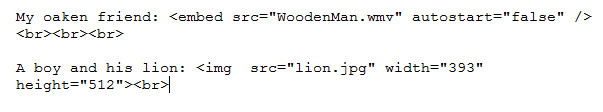 My oaken friend: <embed src="WoodenMan.wmv" autostart="false" />
<br><br><br>
A boy and his lion: <img  src="lion.jpg" width="393"
height="512"><br>